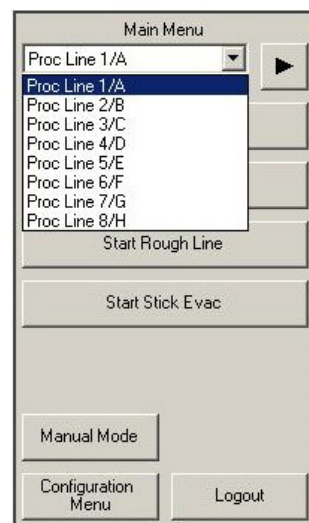 Main Menu
Proc Line 1/A
Proc Line 1/A
Proc Line 2/B
Proc Line 3/C
Proc Line 4/D
Proc Line 5/E
Proc Line 6/F
Proc Line 7/G
Proc Line 8/H
Start Rough Line
Start Stick Evac
Manual Mode
Configuration
Menu
Logout